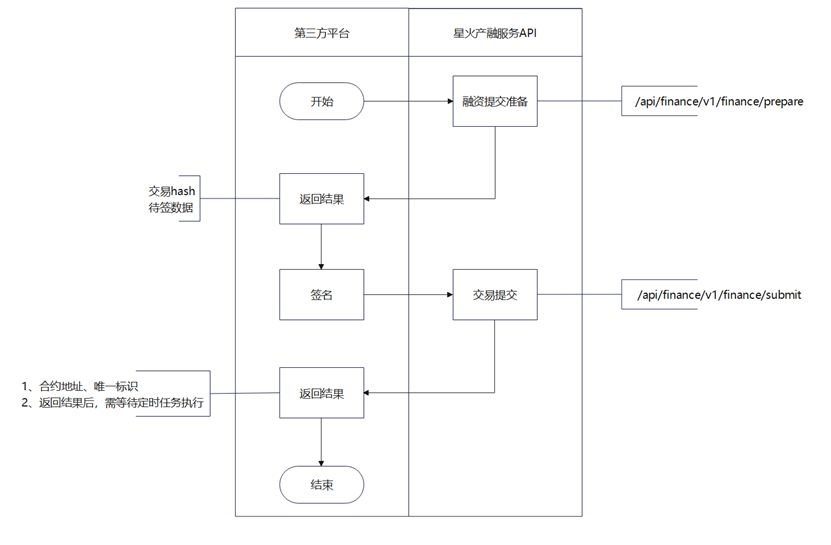 第三方平台
星火产融服务API
开始
融资提交准备
/api/finance/v1/finance/prepare
交易hash
待签数据
返回结果
签名
交易提交
/api/finance/v1/finance/submit
1、合约地址、唯一标识
2、返回结果后，需等待定时任务执行
返回结果
结束